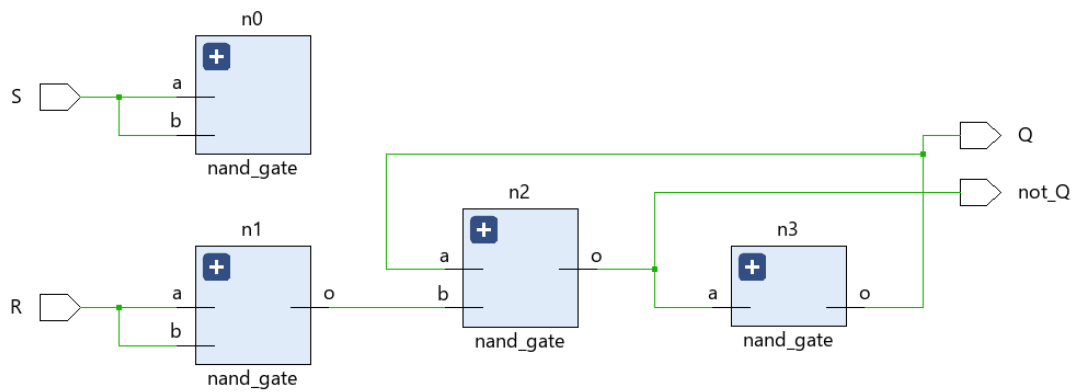 n0
S
a
b
nand_gate
Q
not_Q
n2
a
o
b
nand_gate
n3
a
o
nand_gate
n1
R
a
o
b
nand_gate